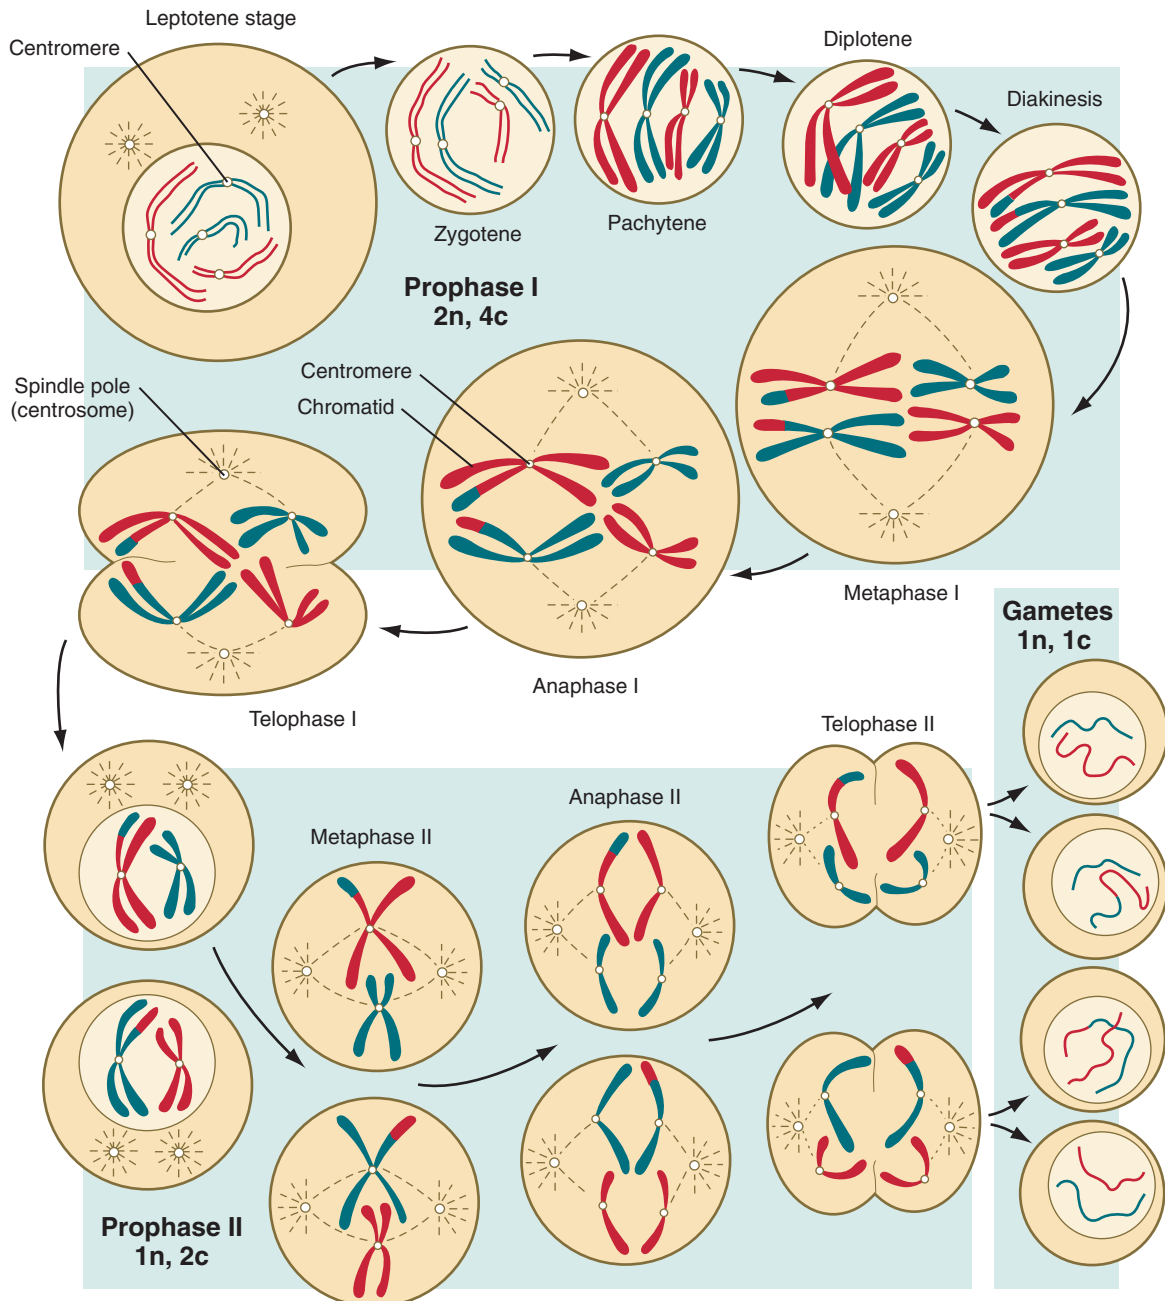 Leptotene stage
Centromere
Zygotene
Pachytene
Diplotene
Diakinesis
Prophase I
2n, 4c
Spindle pole
(centrosome)
Centromere
Chromatid
Metaphase I
Anaphase I
Telophase I
Gametes
1n, 1c
Telophase II
Anaphase II
Metaphase II
Prophase II
1n, 2c